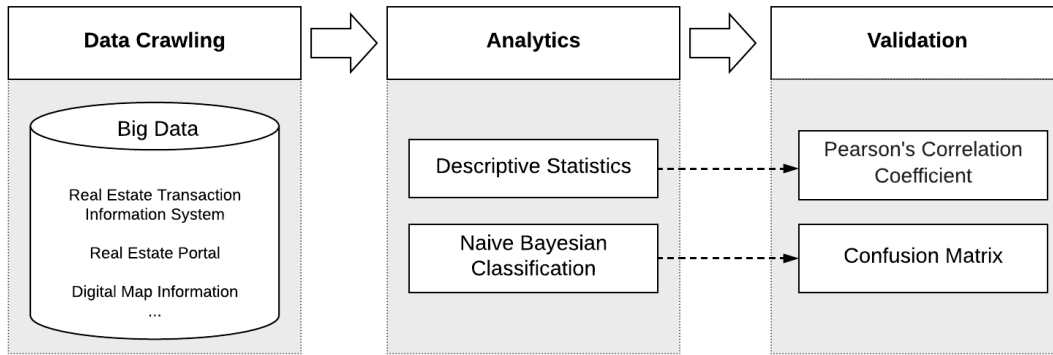 Data Crawling
Analytics
Validation
Big Data
Real Estate Transaction
Information System
Real Estate Portal
Digital Map Information
...
Descriptive Statistics
Naive Bayesian
Classification
Pearson's Correlation
Coefficient
Confusion Matrix